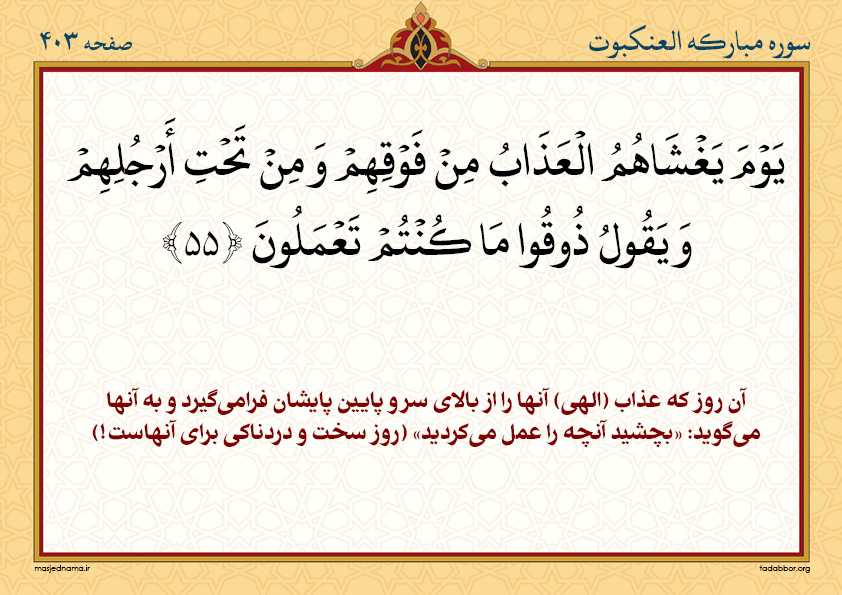 سوره مبارکه العنکبوت
صفحه ۴۰۳
يَوْمَ يَغْشَاهُمُ الْعَذَابُ مِنْ فَوْقِهِمْ وَ مِنْ تَحْتِ أَرْجُلِهِمْ
وَ يَقُولُ ذُوقُوا مَا كُنْتُمْ تَعْمَلُونَ ﴿۵۵﴾
آن روز که عذاب (الهی) آنها را از بالای سر و پایین پایشان فرامی‌گیرد و به آنها
می‌گوید: «بچشید آنچه را عمل می‌کردید» (روز سخت و دردناکی برای آنهاست!)
masjednama.ir
tadabbor.org